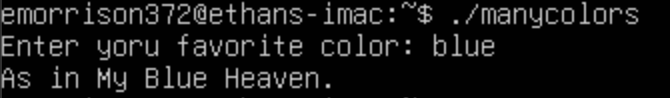 emorrison372@ethans-imac:~$ ./manycolors
Enter yoru favorite color: blue
As in My Blue Heaven.